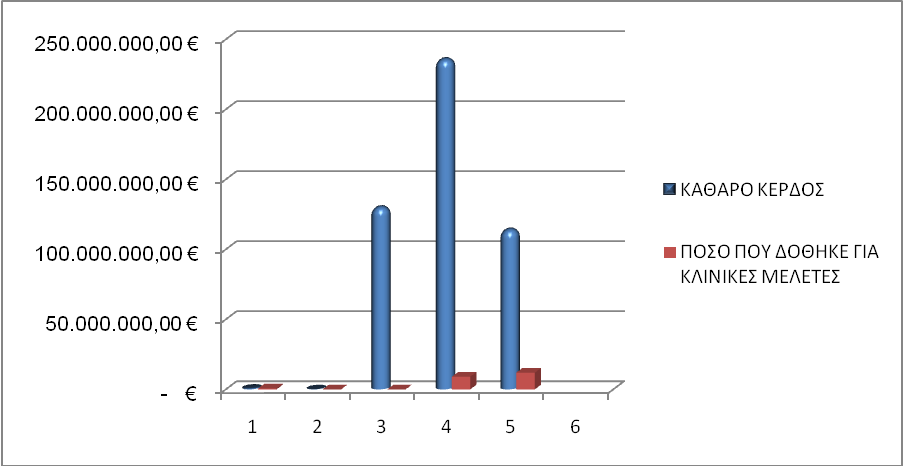 250.000.000,00 €
200.000.000,00 €
150.000.000,00 €
100.000.000,00 €
50.000.000,00 €
- €
1 2 3 4 5 6
ΚΑΘΑΡΟ ΚΕΡΔΟΣ
ΠΟΣΟ ΠΟΥ ΔΟΘΗΚΕ ΓΙΑ
ΚΛΙΝΙΚΕΣ ΜΕΛΕΤΕΣ